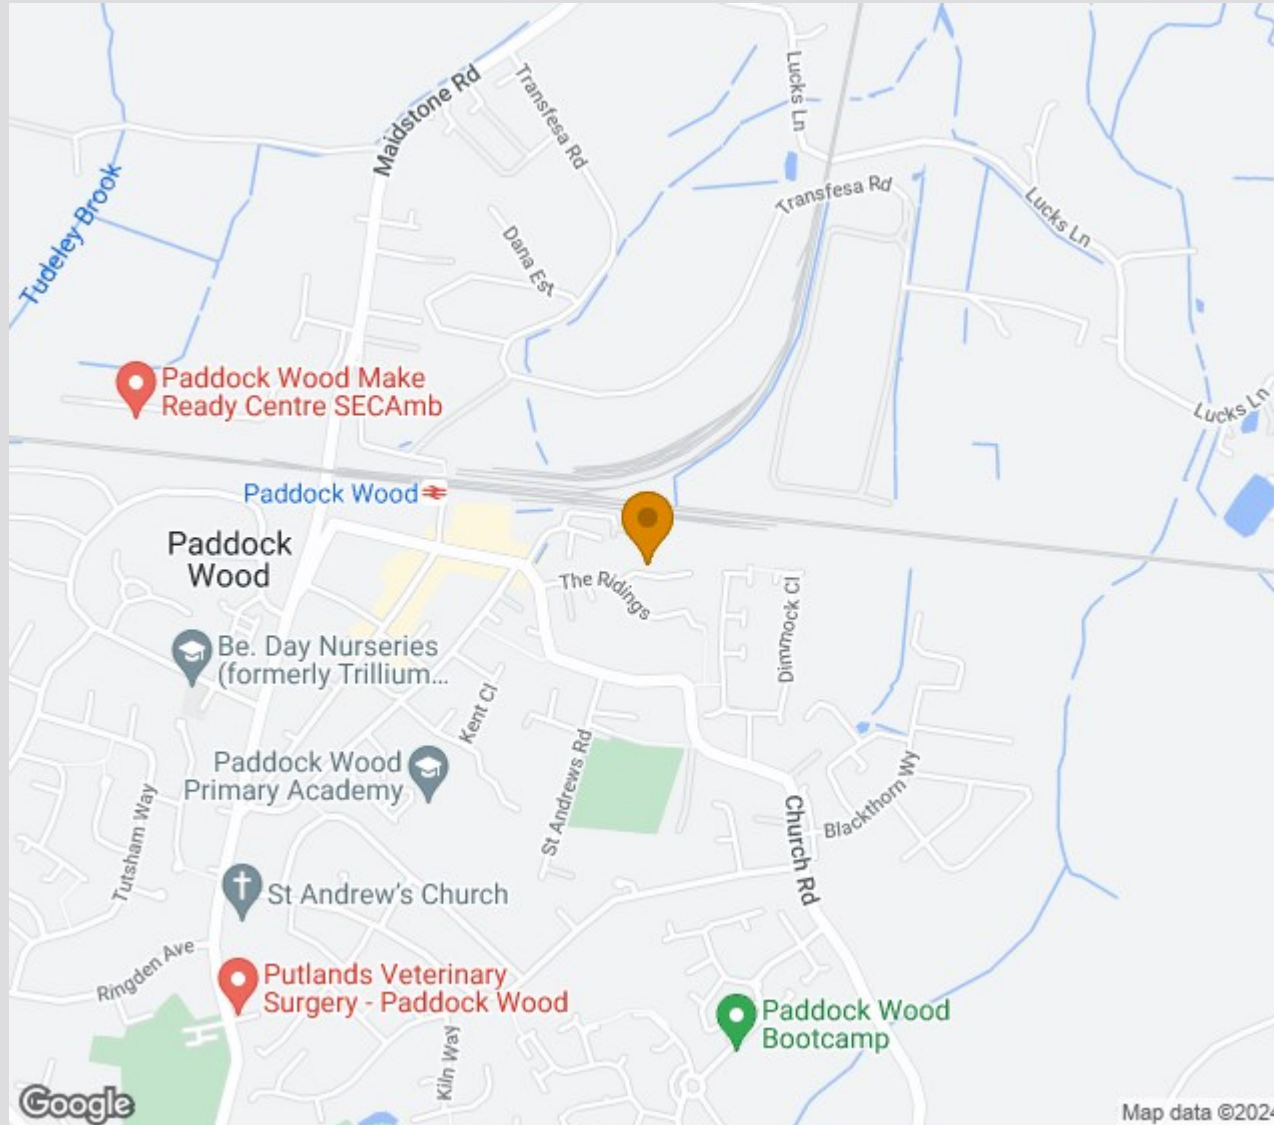 Maidstone Rd
Transfesa Rd
Lucks Ln
Tudeley Brook
Transfesa Rd
Lucks Ln
Dana Est
Paddock Wood Make
Ready Centre SECAmb
Lucks Ln
Paddock Wood
Paddock
Wood
The Ridings
Dimmock Cl
Be. Day Nurseries
(formerly Trillium...
Kent Cl
St Andrews Rd
Paddock Wood
Primary Academy
Blackthorn Wy
Tutsham Way
Church Rd
St Andrew's Church
Ringden Ave
Putlands Veterinary
Surgery - Paddock Wood
Paddock Wood
Bootcamp
Kiln Way
Google
Map data ©2024